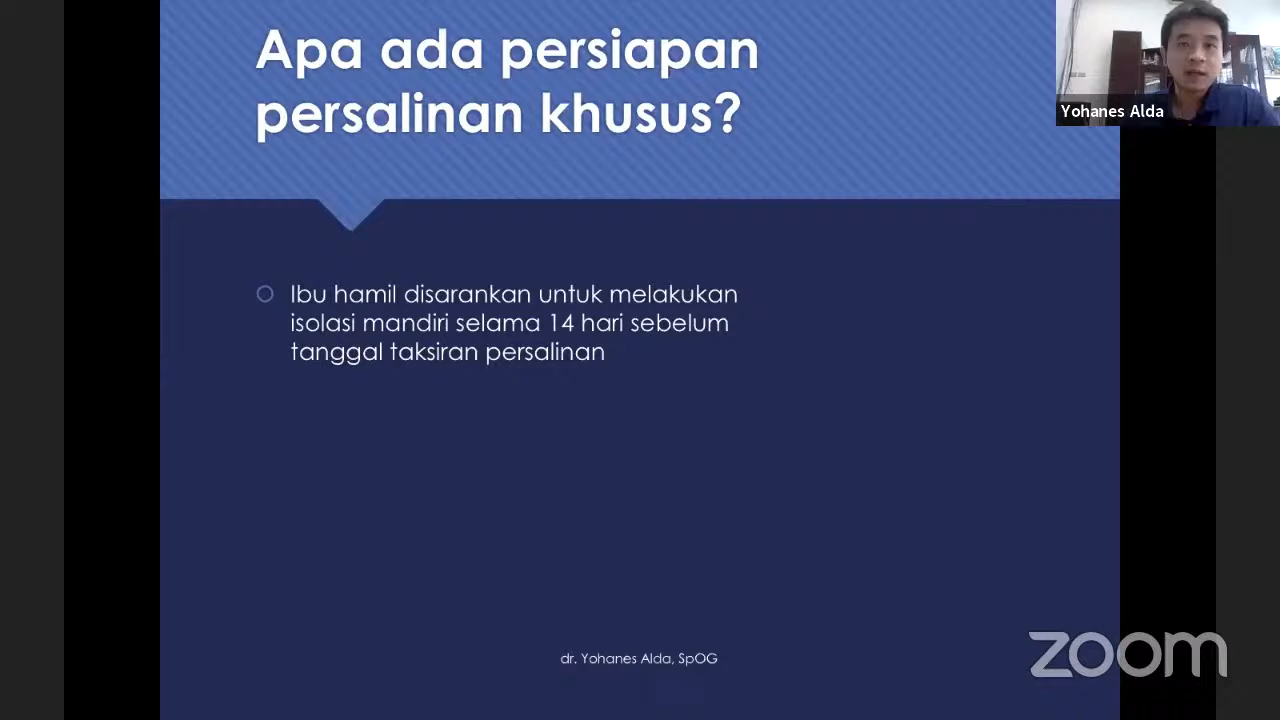 Apa ada persiapan
persalinan khusus?
Yohanes Alda
Ibu hamil disarankan untuk melakukan
isolasi mandiri selama 14 hari sebelum
tanggal taksiran persalinan
dr. Yohanes Alda, SpOG
zoom